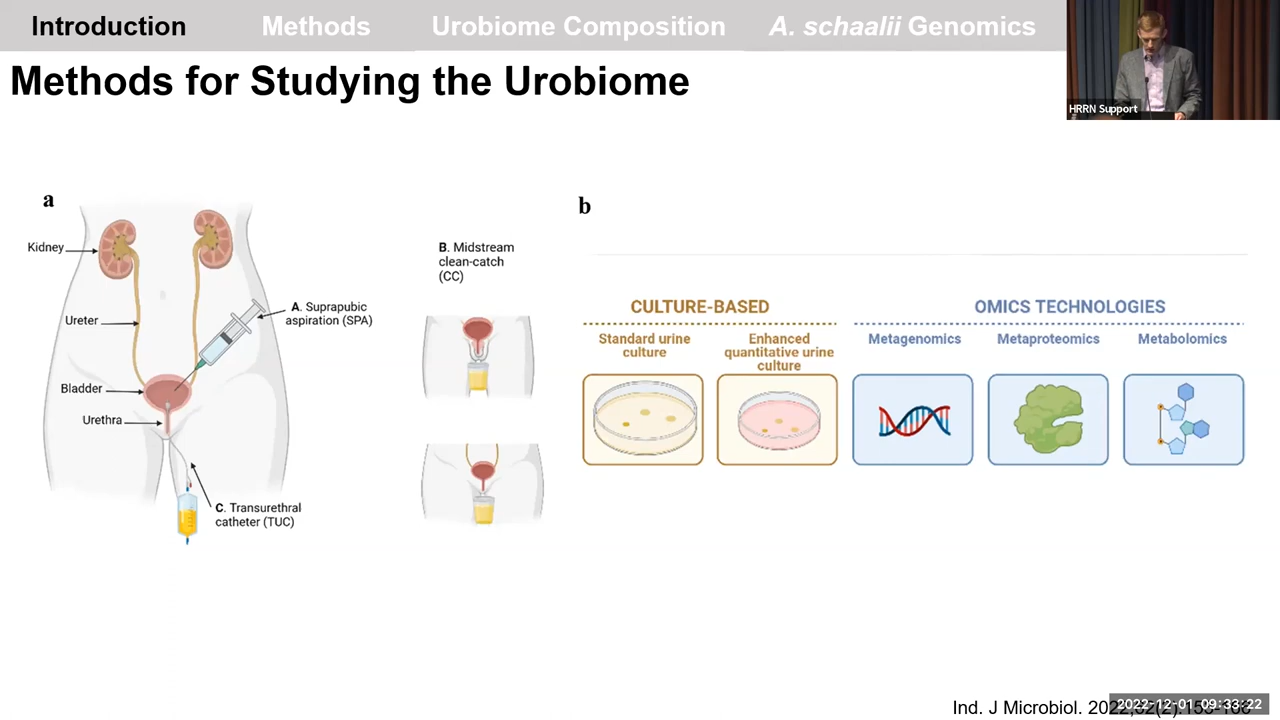 Introduction
Methods
Urobiome Composition
A. schaalii Genomics
HRRN Support
Methods for Studying the Urobiome
a
Kidney
Ureter
Bladder
Urethra
A. Suprapubic
aspiration (SPA)
C. Transurethral
catheter (TUC)
B. Midstream
clean-catch
(CC)
b
CULTURE-BASED
OMICS TECHNOLOGIES
Standard urine
culture
Enhanced
quantitative urine
culture
Metagenomics
Metaproteomics
Metabolomics
Ind. J Microbiol.
2022-12-01 09:33:22